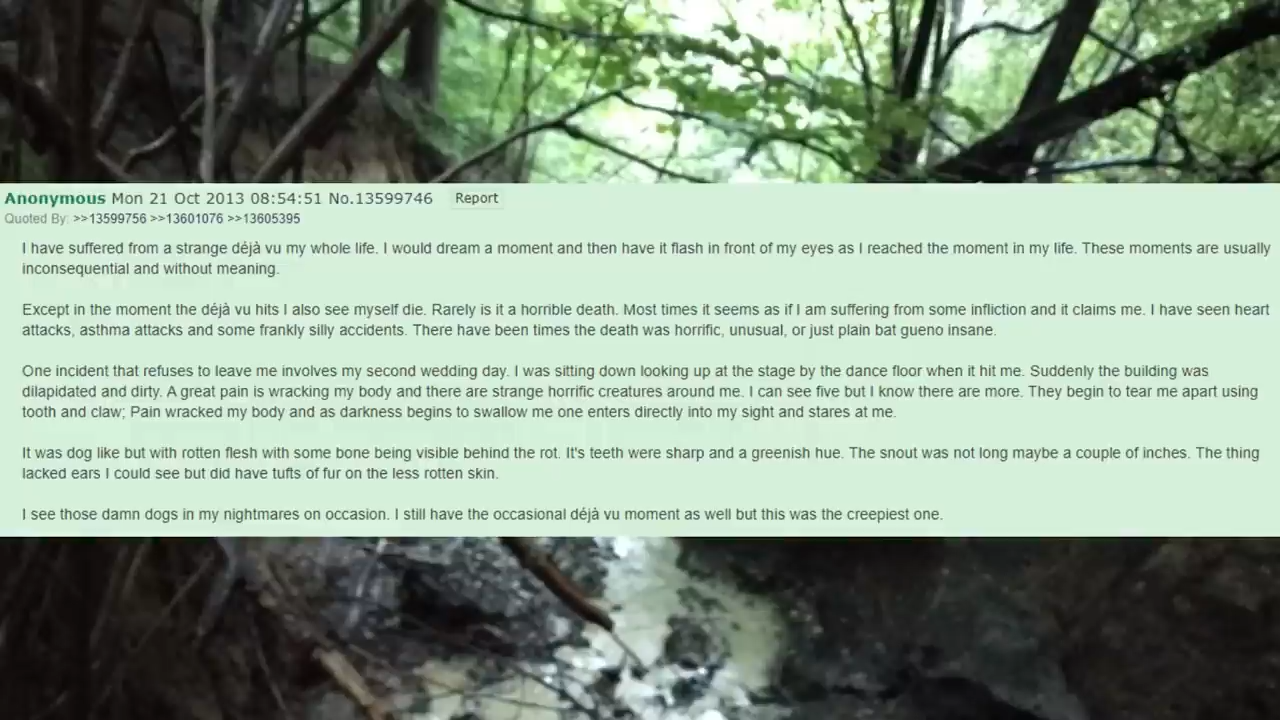 Anonymous Mon 21 Oct 2013 08:54:51 No.13599746 Report
Quoted By: >>13599756 >>13601076 >>13605395
I have suffered from a strange déjà vu my whole life. I would dream a moment and then have it flash in front of my eyes as I reached the moment in my life. These moments are usually
inconsequential and without meaning.
Except in the moment the déjà vu hits I also see myself die. Rarely is it a horrible death. Most times it seems as if I am suffering from some infliction and it claims me. I have seen heart
attacks, asthma attacks and some frankly silly accidents. There have been times the death was horrific, unusual, or just plain bat gueno insane.
One incident that refuses to leave me involves my second wedding day. I was sitting down looking up at the stage by the dance floor when it hit me. Suddenly the building was
dilapidated and dirty. A great pain is wracking my body and there are strange horrific creatures around me. I can see five but I know there are more. They begin to tear me apart using
tooth and claw; Pain wracked my body and as darkness begins to swallow me one enters directly into my sight and stares at me.
It was dog like but with rotten flesh with some bone being visible behind the rot. It's teeth were sharp and a greenish hue. The snout was not long maybe a couple of inches. The thing
lacked ears I could see but did have tufts of fur on the less rotten skin.
I see those damn dogs in my nightmares on occasion. I still have the occasional déjà vu moment as well but this was the creepiest one.